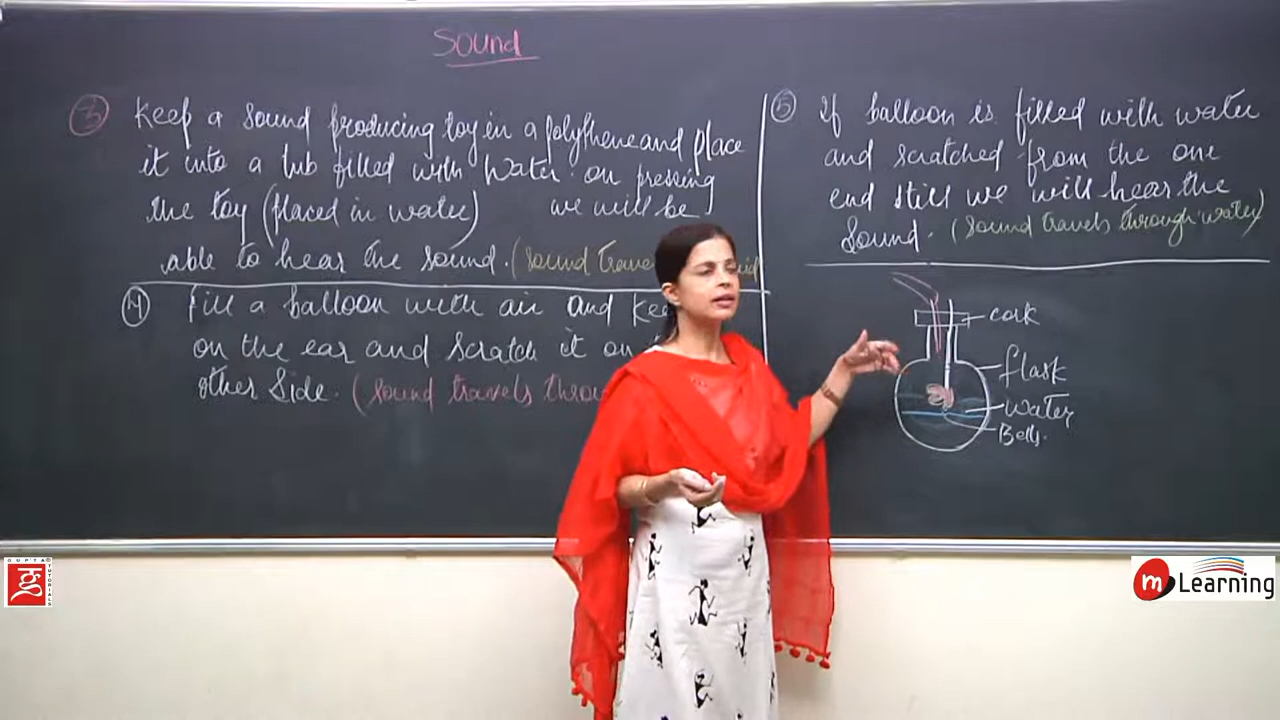 Sound
3 Keep a sound producing toy in a polythene and place
it into a tub filled with water. on pressing
the toy (placed in water) we will be
able to hear the sound. (Sound
4 Fill a balloon with air and
on the ear and scratch it on
other side. (sound travels
5 If balloon is filled with water
and scratched from the one
end still we will hear the
sound. (sound travels through water)
cork
flask
water
Bells.
GUPTA TUTORIALS
m Learning